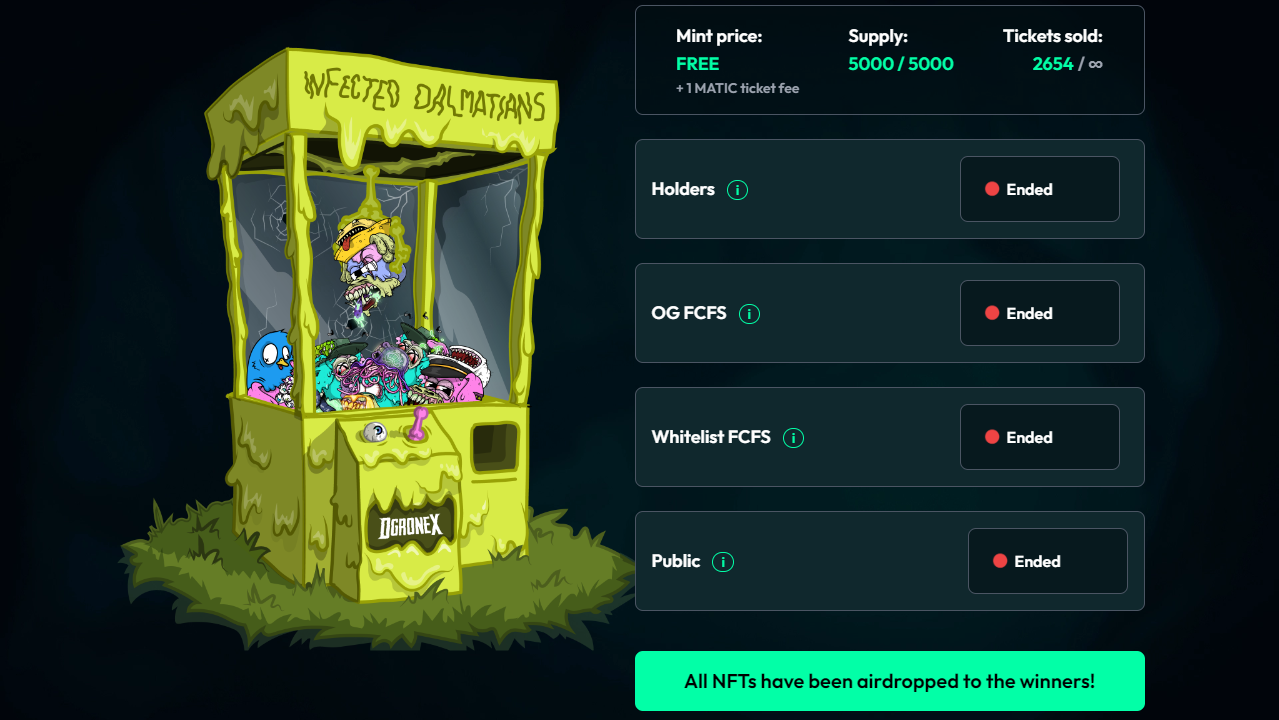 INFECTED DALMATIANS
DGRONEX
Mint price:
FREE
+ 1 MATIC ticket fee
Supply:
5000 / 5000
Tickets sold:
2654 / ∞
Holders
i
Ended
OG FCFS
i
Ended
Whitelist FCFS
i
Ended
Public
i
Ended
All NFTs have been airdropped to the winners!